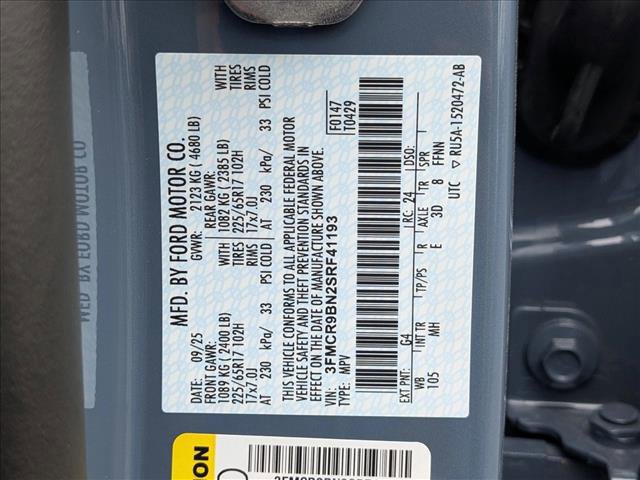 MFD. BY FORD MOTOR CO.
DATE: 09/25 GVWR: 2123 KG ( 4680 LB)
FRONT GAWR: REAR GAWR:
1089 KG ( 2400 LB) 1082 KG ( 2385 LB) WITH
225/65R17 102H 225/65R17 102H TIRES
17x7.0J RIMS 17x7.0J RIMS
AT 230 kPa/ 33 PSI COLD AT 230 kPa/ 33 PSI COLD
WITH
TIRES
THIS VEHICLE CONFORMS TO ALL APPLICABLE FEDERAL MOTOR
VEHICLE SAFETY AND THEFT PREVENTION STANDARDS IN
EFFECT ON THE DATE OF MANUFACTURE SHOWN ABOVE.
F0147
T0429
VIN: 3FMCR9BN2SRF41193
TYPE: MPV
EXT PNT: G4 RC: 24 DSO:
WB R TP/PS R AXLE TR SPR
105 MH E 3D 8 FFNN
UTC ▽ RU5A-1520472-AB